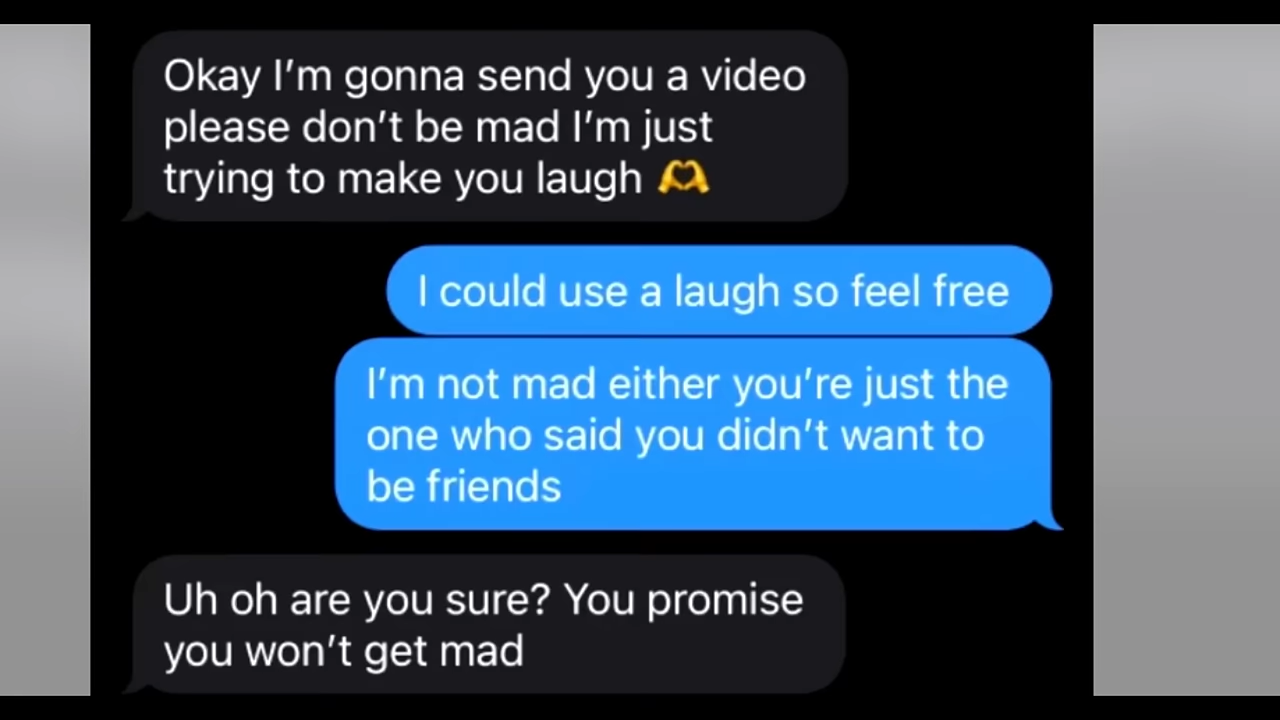 Okay I’m gonna send you a video
please don’t be mad I’m just
trying to make you laugh 🫶
I could use a laugh so feel free
I’m not mad either you’re just the
one who said you didn’t want to
be friends
Uh oh are you sure? You promise
you won’t get mad